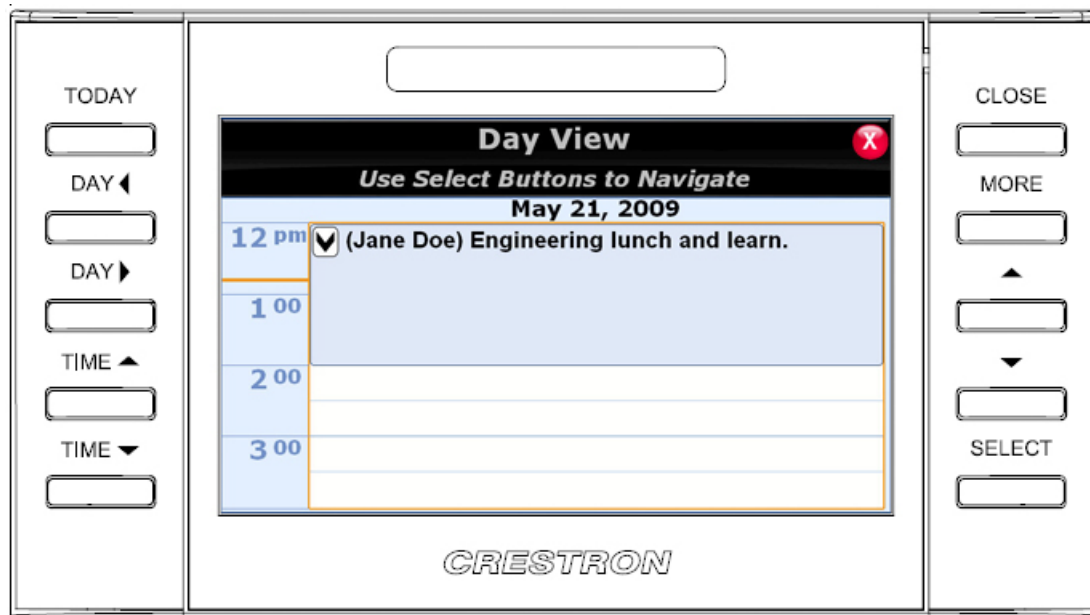 TODAY
DAY
DAY
TIME
TIME
Day View
X
Use Select Buttons to Navigate
May 21, 2009
12 pm
(Jane Doe) Engineering lunch and learn.
1 00
2 00
3 00
CRESTRON
CLOSE
MORE
SELECT